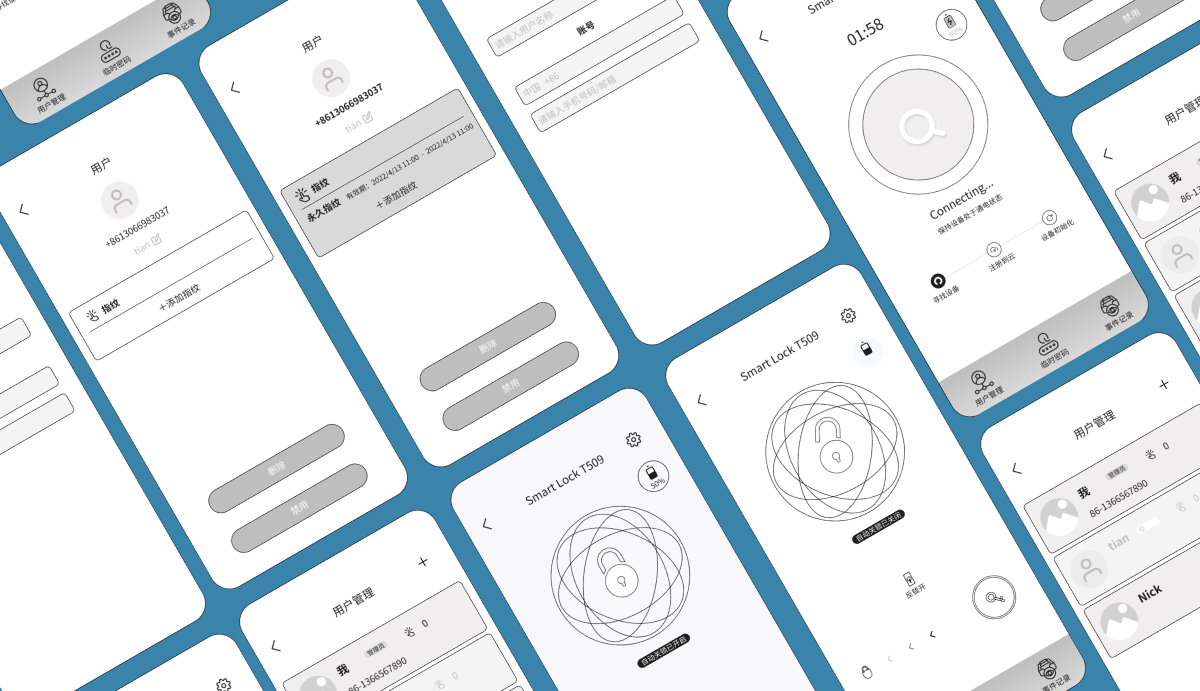 用户管理
临时密码
事件记录
用户
+8613066983037
tian
指纹
+添加指纹
删除
禁用
用户
+8613066983037
tian
指纹
永久指纹 有效期：2022/4/13 11:00 - 2022/4/13 11:00
+添加指纹
删除
禁用
请输入用户名称
账号
中国 +86
请输入手机号码/邮箱
01:58
50%
Connecting...
保持设备处于通电状态
寻找设备
注册到云
设备初始化
用户管理
临时密码
事件记录
禁用
用户管理
我
用户管理
我 管理员 0
86-1366567890
tian 0
Nick
Smart Lock T509
自动关锁已关闭
反锁开
事件记录
Smart Lock T509
50%
自动关锁已开启
用户管理
我 管理员 0
86-1366567890
0